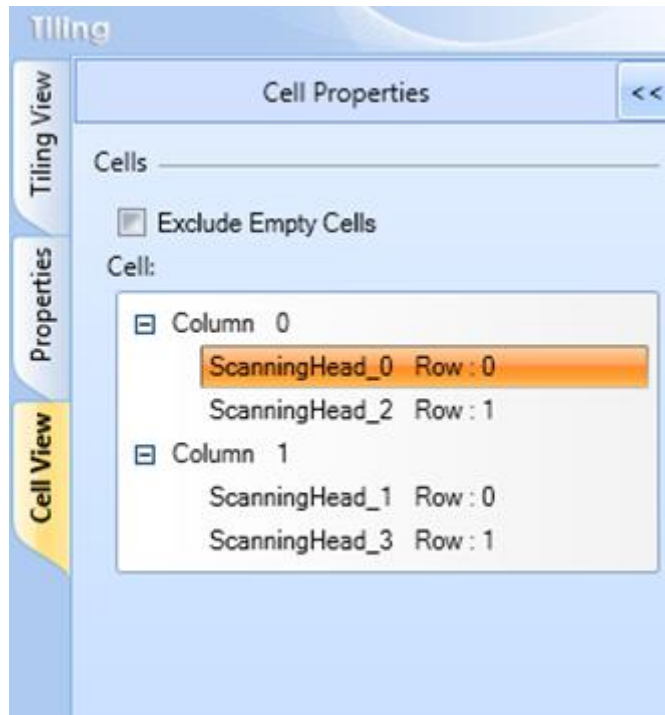 Tiling
Tiling View
Properties
Cell View
Cell Properties <<
Cells
Exclude Empty Cells
Cell:
Column 0
ScanningHead_0 Row : 0
ScanningHead_2 Row : 1
Column 1
ScanningHead_1 Row : 0
ScanningHead_3 Row : 1